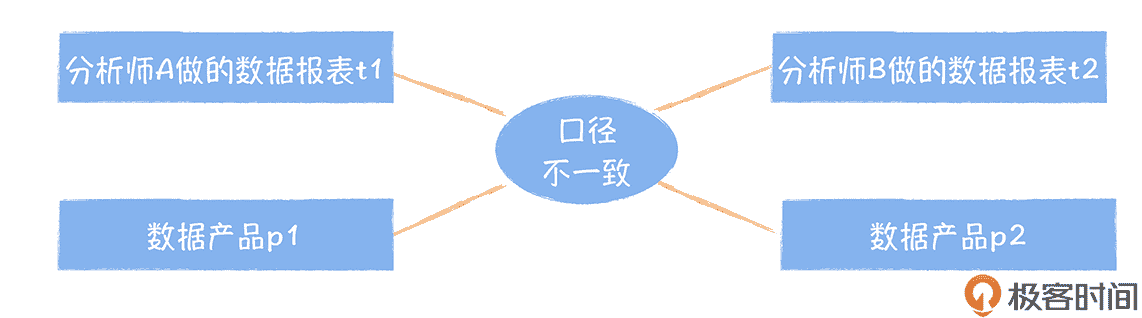 分析师A做的数据报表t1
分析师B做的数据报表t2
口径
不一致
数据产品p1
数据产品p2
极客时间